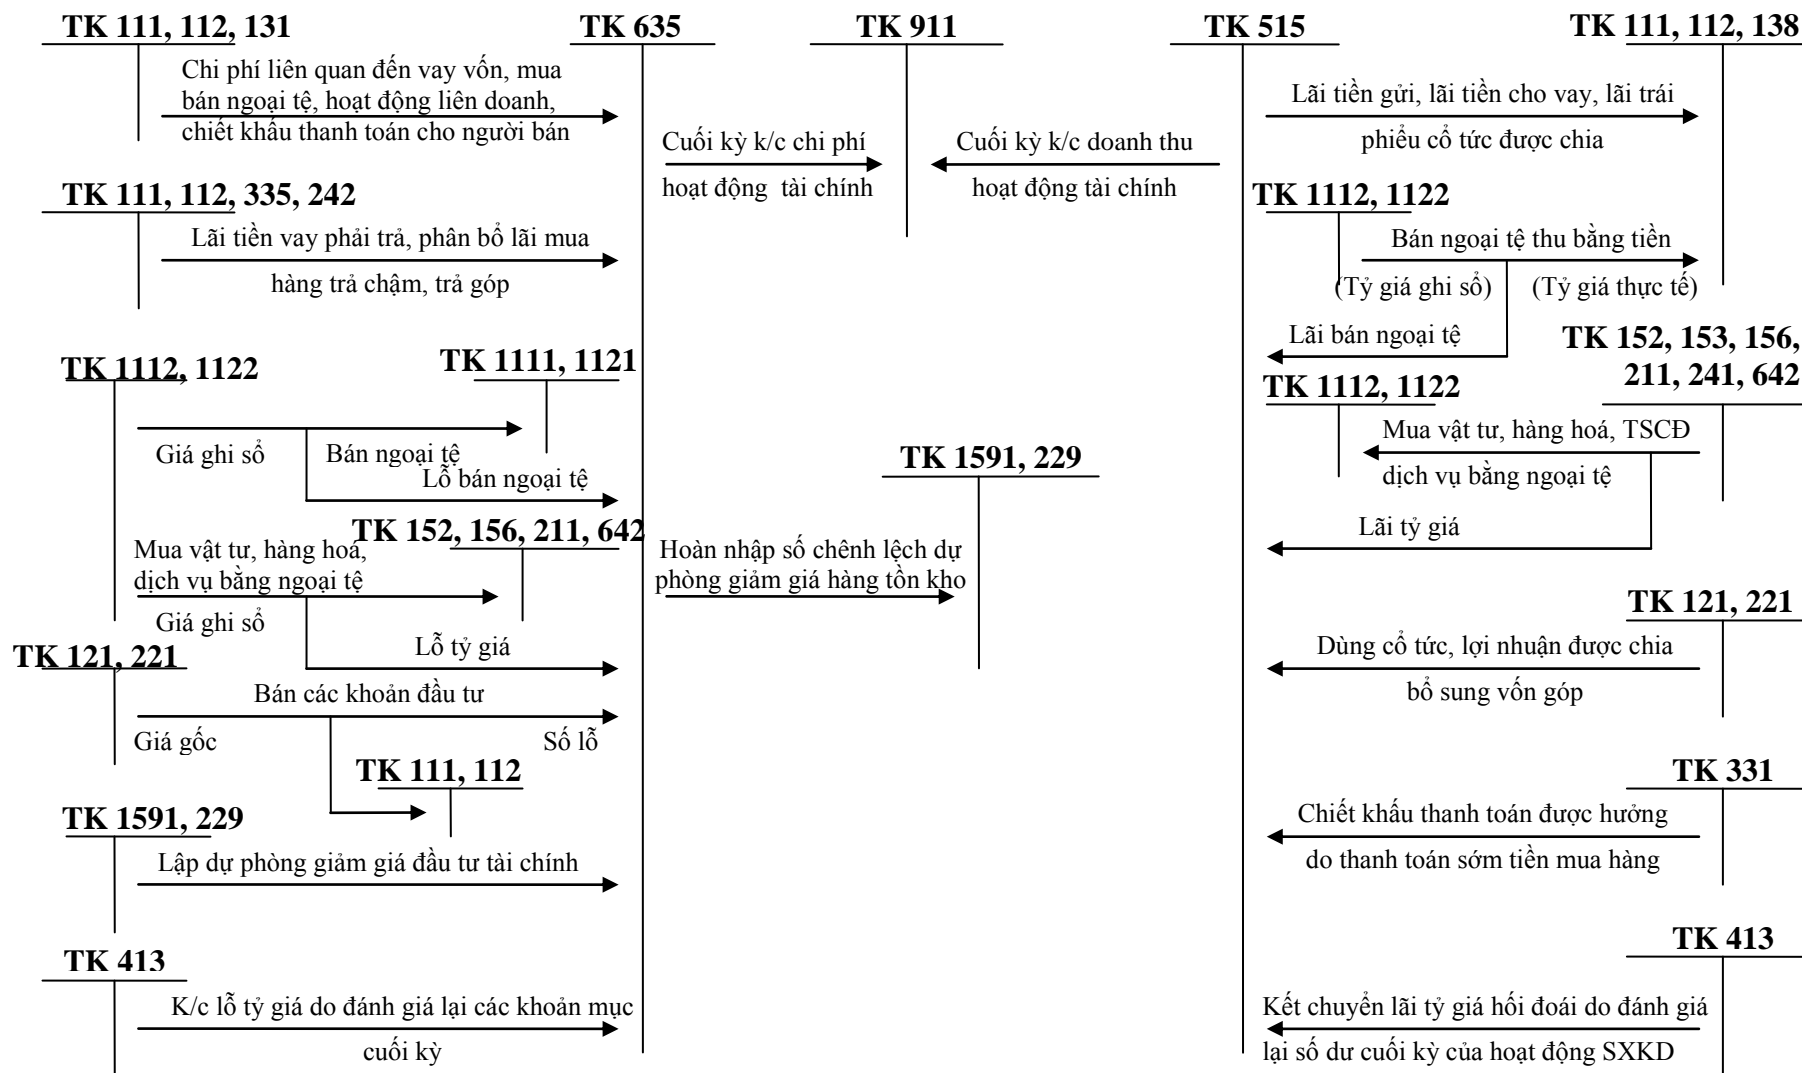 TK 111, 112, 131
TK 635
TK 911
TK 515
TK 111, 112, 138
Chi phí liên quan đến vay vốn, mua
bán ngoại tệ, hoạt động liên doanh,
chiết khấu thanh toán cho người bán
Cuối kỳ k/c chi phí
hoạt động tài chính
Cuối kỳ k/c doanh thu
hoạt động tài chính
Lãi tiền gửi, lãi tiền cho vay, lãi trái
phiếu cổ tức được chia
TK 111, 112, 335, 242
Lãi tiền vay phải trả, phân bổ lãi mua
hàng trả chậm, trả góp
TK 1112, 1122
Bán ngoại tệ thu bằng tiền
(Tỷ giá ghi sổ)
(Tỷ giá thực tế)
Lãi bán ngoại tệ
TK 1112, 1122
TK 1111, 1121
Giá ghi sổ
Bán ngoại tệ
Lỗ bán ngoại tệ
TK 152, 153, 156,
211, 241, 642
TK 1112, 1122
Mua vật tư, hàng hoá, TSCĐ
dịch vụ bằng ngoại tệ
Lãi tỷ giá
TK 1591, 229
Hoàn nhập số chênh lệch dự
phòng giảm giá hàng tồn kho
TK 152, 156, 211, 642
Mua vật tư, hàng hoá,
dịch vụ bằng ngoại tệ
Giá ghi sổ
Lỗ tỷ giá
TK 121, 221
Bán các khoản đầu tư
Giá gốc
Số lỗ
TK 111, 112
TK 121, 221
Dùng cổ tức, lợi nhuận được chia
bổ sung vốn góp
TK 331
Chiết khấu thanh toán được hưởng
do thanh toán sớm tiền mua hàng
TK 1591, 229
Lập dự phòng giảm giá đầu tư tài chính
TK 413
K/c lỗ tỷ giá do đánh giá lại các khoản mục
cuối kỳ
TK 413
Kết chuyển lãi tỷ giá hối đoái do đánh giá
lại số dư cuối kỳ của hoạt động SXKD